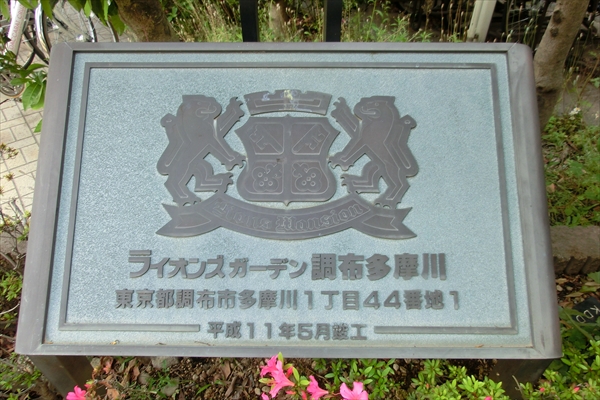 Lions Mansion
ライオンズガーデン調布多摩川
東京都調布市多摩川1丁目44番地1
平成11年5月竣工